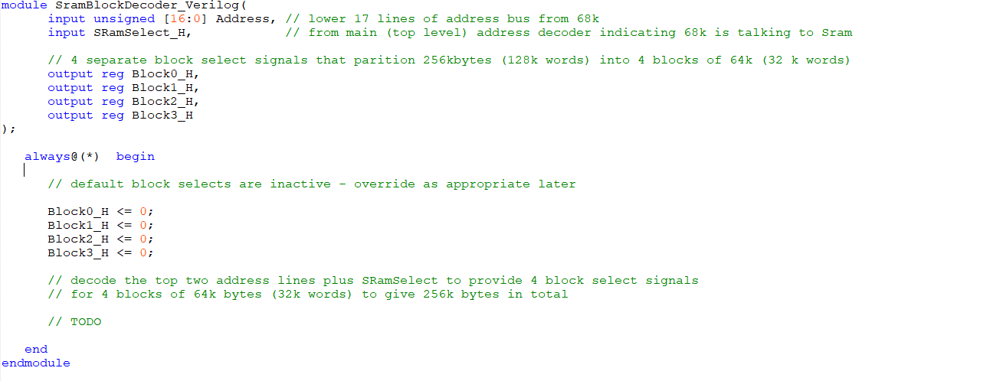 module SramBlockDecoder_Verilog(
input unsigned [16:0] Address, // lower 17 lines of address bus from 68k
input SRamSelect_H, // from main (top level) address decoder indicating 68k is talking to Sram
// 4 separate block select signals that parition 256kbytes (128k words) into 4 blocks of 64k (32 k words)
output reg Block0_H,
output reg Block1_H,
output reg Block2_H,
output reg Block3_H
);
always@(*) begin
// default block selects are inactive - override as appropriate later
Block0_H <= 0;
Block1_H <= 0;
Block2_H <= 0;
Block3_H <= 0;
// decode the top two address lines plus SRamSelect to provide 4 block select signals
// for 4 blocks of 64k bytes (32k words) to give 256k bytes in total
// TODO
end
endmodule